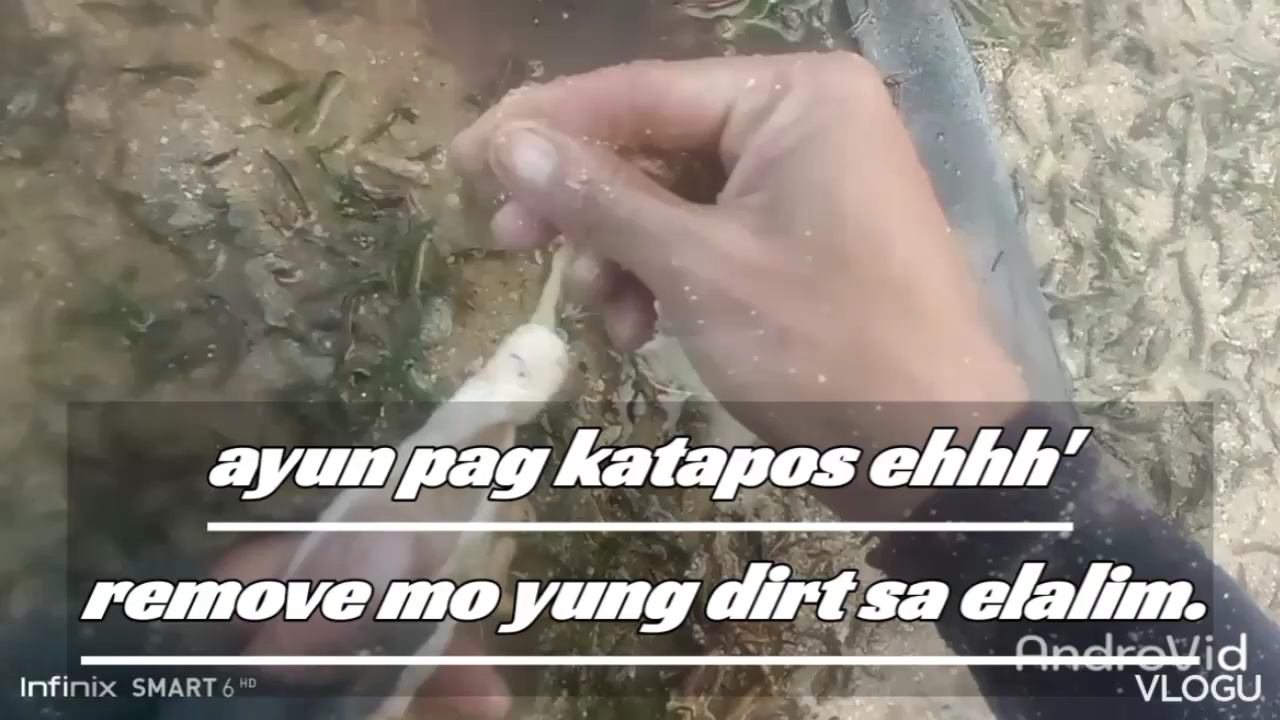 ayun pag katapos ehhh'
remove mo yung dirt sa elalim.
AndroVid
Infinix SMART 6 HD
VLOGU